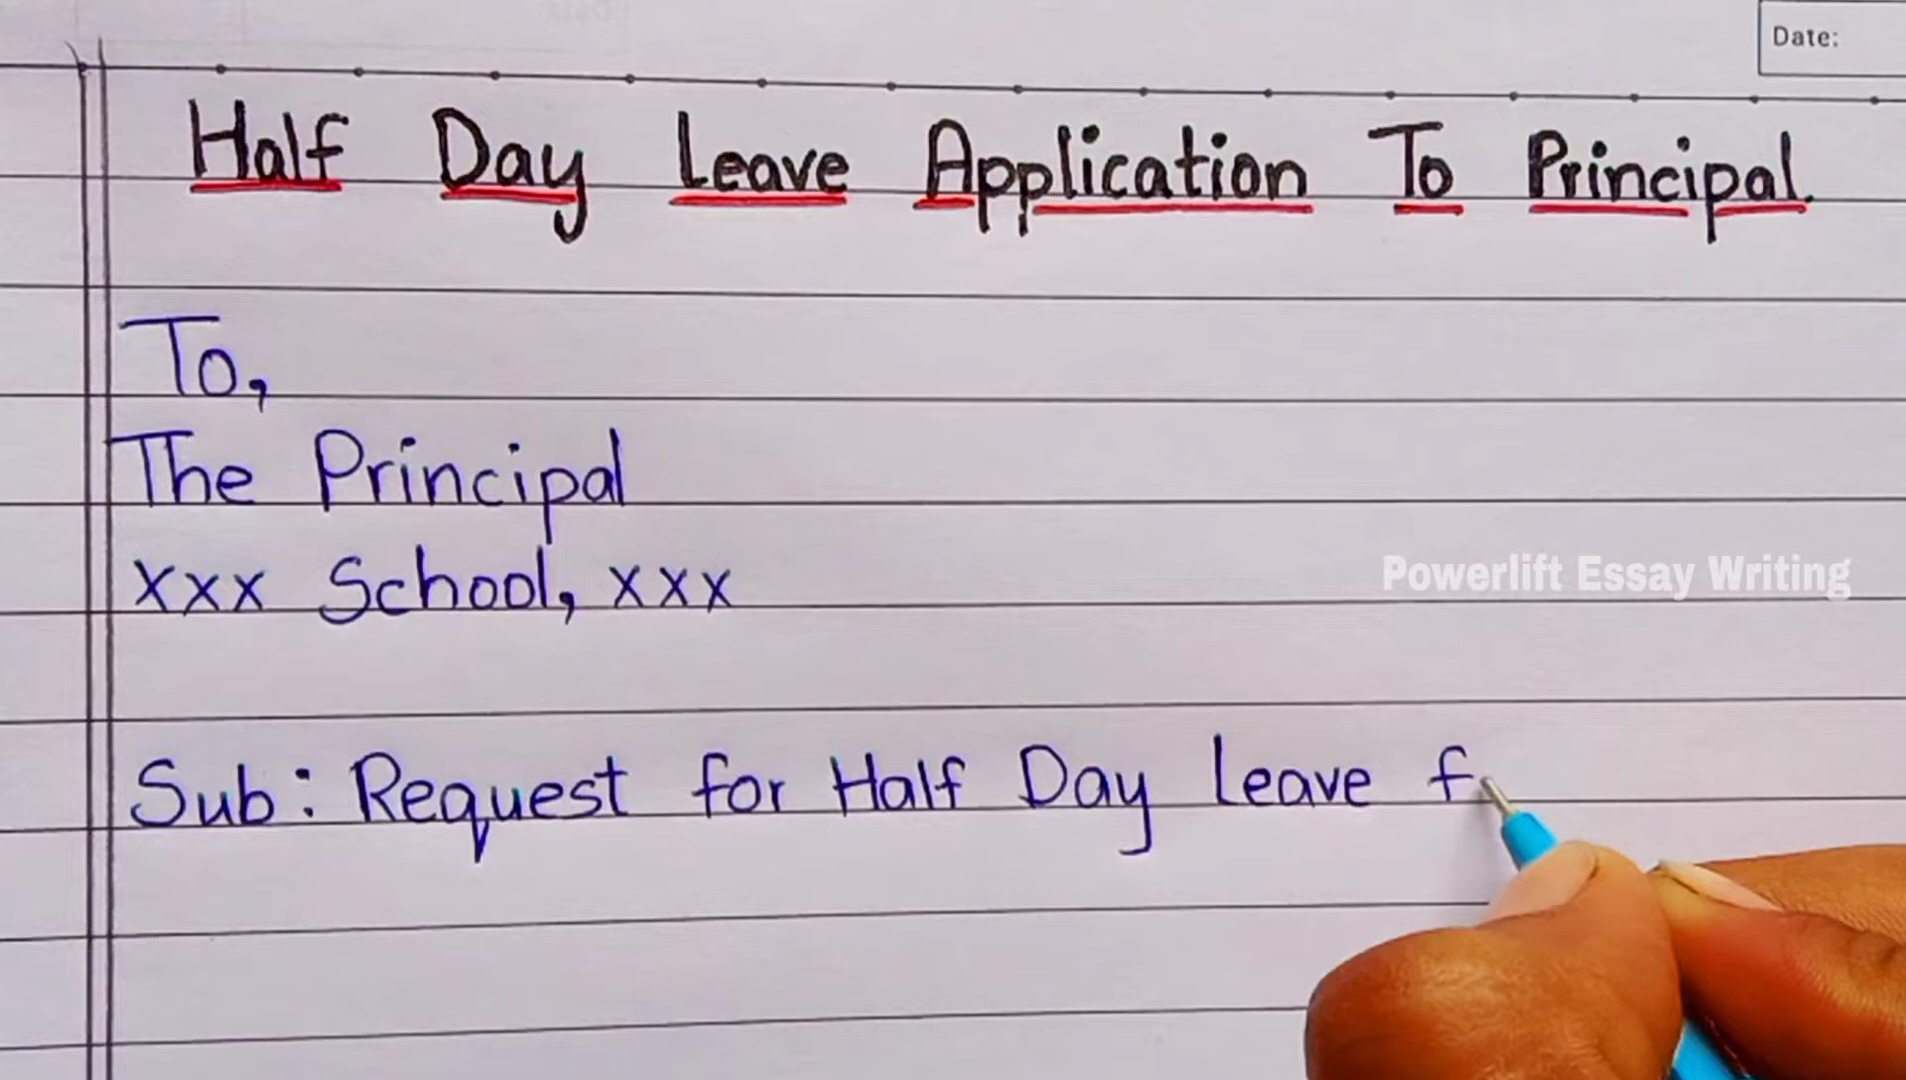 Date:
Half Day Leave Application To Principal.
To,
The Principal
xxx School, xxx
Powerlift Essay Writing
Sub: Request for Half Day Leave f